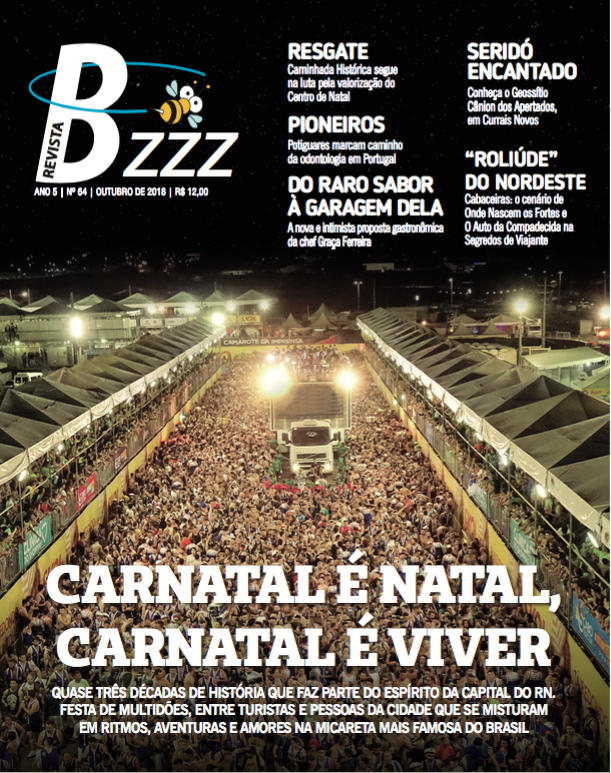 REVISTA
BZZZ
ANO 5 | Nº 64 | OUTUBRO DE 2018 | R$ 12,00
RESGATE
Caminhada Histórica segue
na luta pela valorização do
Centro de Natal
PIONEIROS
Potiguares marcam caminho
da odontologia em Portugal
DO RARO SABOR
À GARAGEM DELA
A nova e intimista proposta gastronômica
da chef Graça Ferreira
SERIDÓ
ENCANTADO
Conheça o Geossítio
Cânion dos Apertados,
em Currais Novos
“ROLIÚDE”
DO NORDESTE
Cabaceiras: o cenário de
Onde Nascem os Fortes e
O Auto da Compadecida na
Segredos de Viajante
CAMAROTE DA IMPRENSA
CARNATAL É NATAL,
CARNATAL É VIVER
QUASE TRÊS DÉCADAS DE HISTÓRIA QUE FAZ PARTE DO ESPÍRITO DA CAPITAL DO RN.
FESTA DE MULTIDÕES, ENTRE TURISTAS E PESSOAS DA CIDADE QUE SE MISTURAM
EM RITMOS, AVENTURAS E AMORES NA MICARETA MAIS FAMOSA DO BRASIL